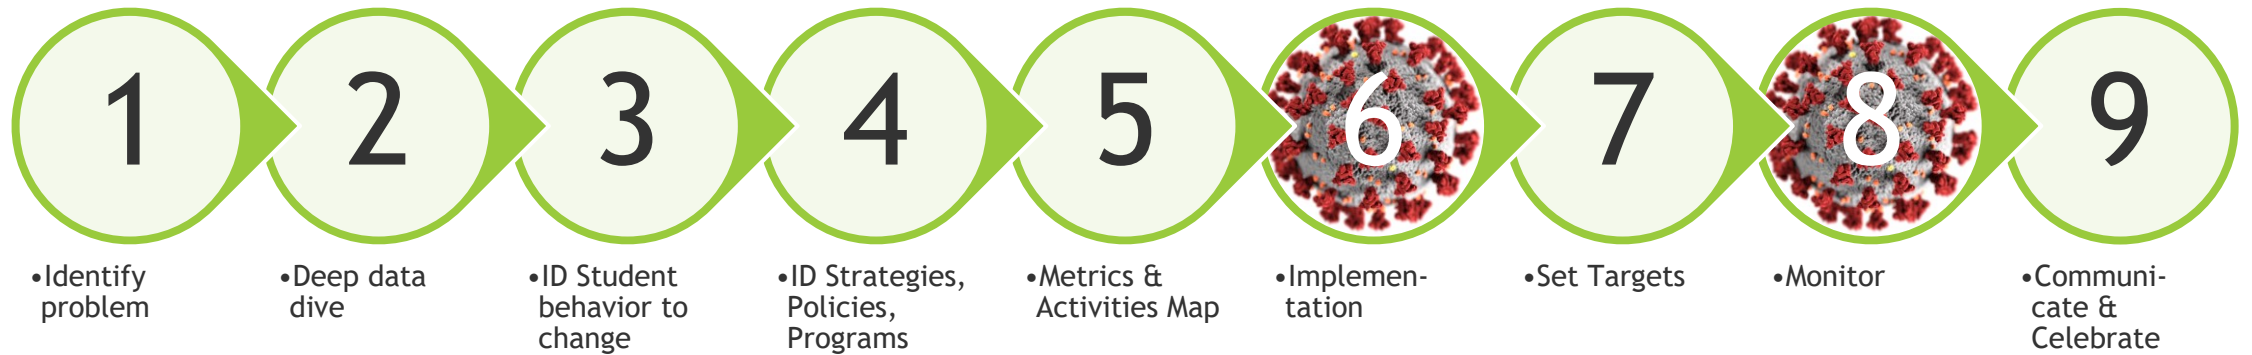 1
2
3
4
5
6
7
8
9
•Identify
problem
•Deep data
dive
•ID Student
behavior to
change
•ID Strategies,
Policies,
Programs
•Metrics &
Activities Map
•Implemen-
tation
•Set Targets
•Monitor
•Communi-
cate &
Celebrate